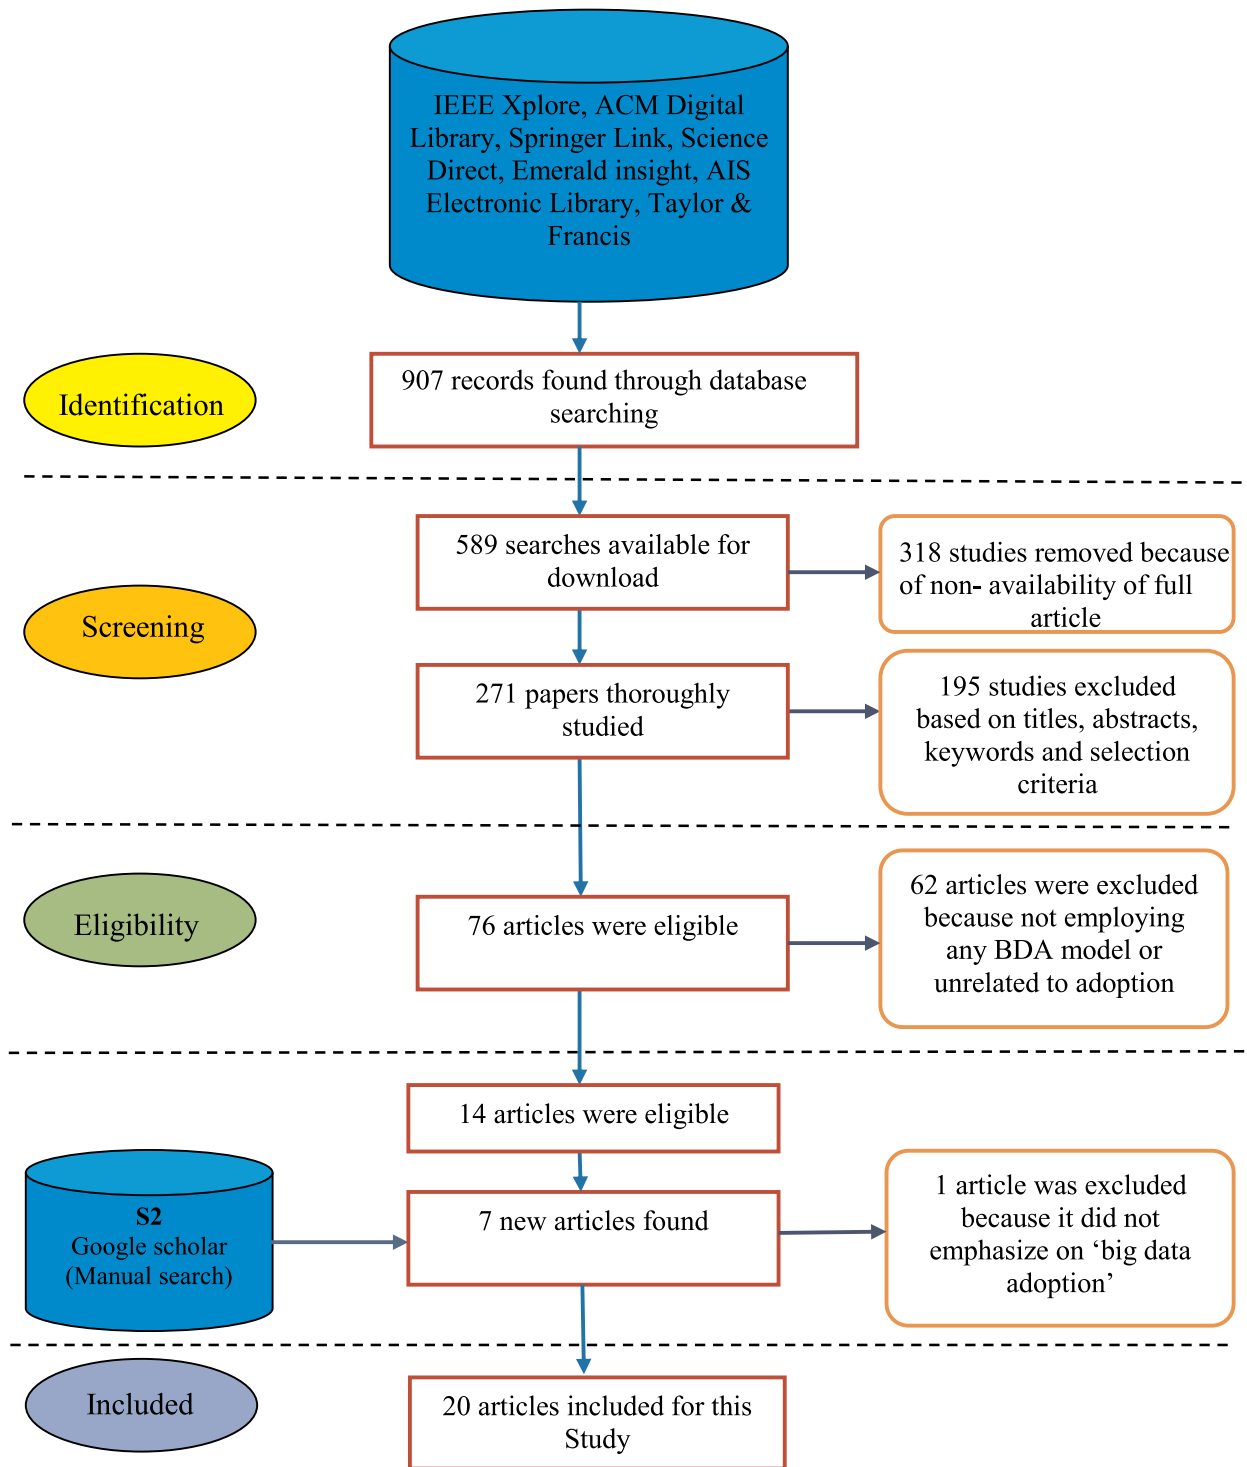 IEEE Xplore, ACM Digital
Library, Springer Link, Science
Direct, Emerald insight, AIS
Electronic Library, Taylor &
Francis
Identification
907 records found through database
searching
Screening
589 searches available for
download
318 studies removed because
of non- availability of full
article
271 papers thoroughly
studied
195 studies excluded
based on titles, abstracts,
keywords and selection
criteria
Eligibility
76 articles were eligible
62 articles were excluded
because not employing
any BDA model or
unrelated to adoption
14 articles were eligible
S2
Google scholar
(Manual search)
7 new articles found
1 article was excluded
because it did not
emphasize on ‘big data
adoption’
Included
20 articles included for this
Study